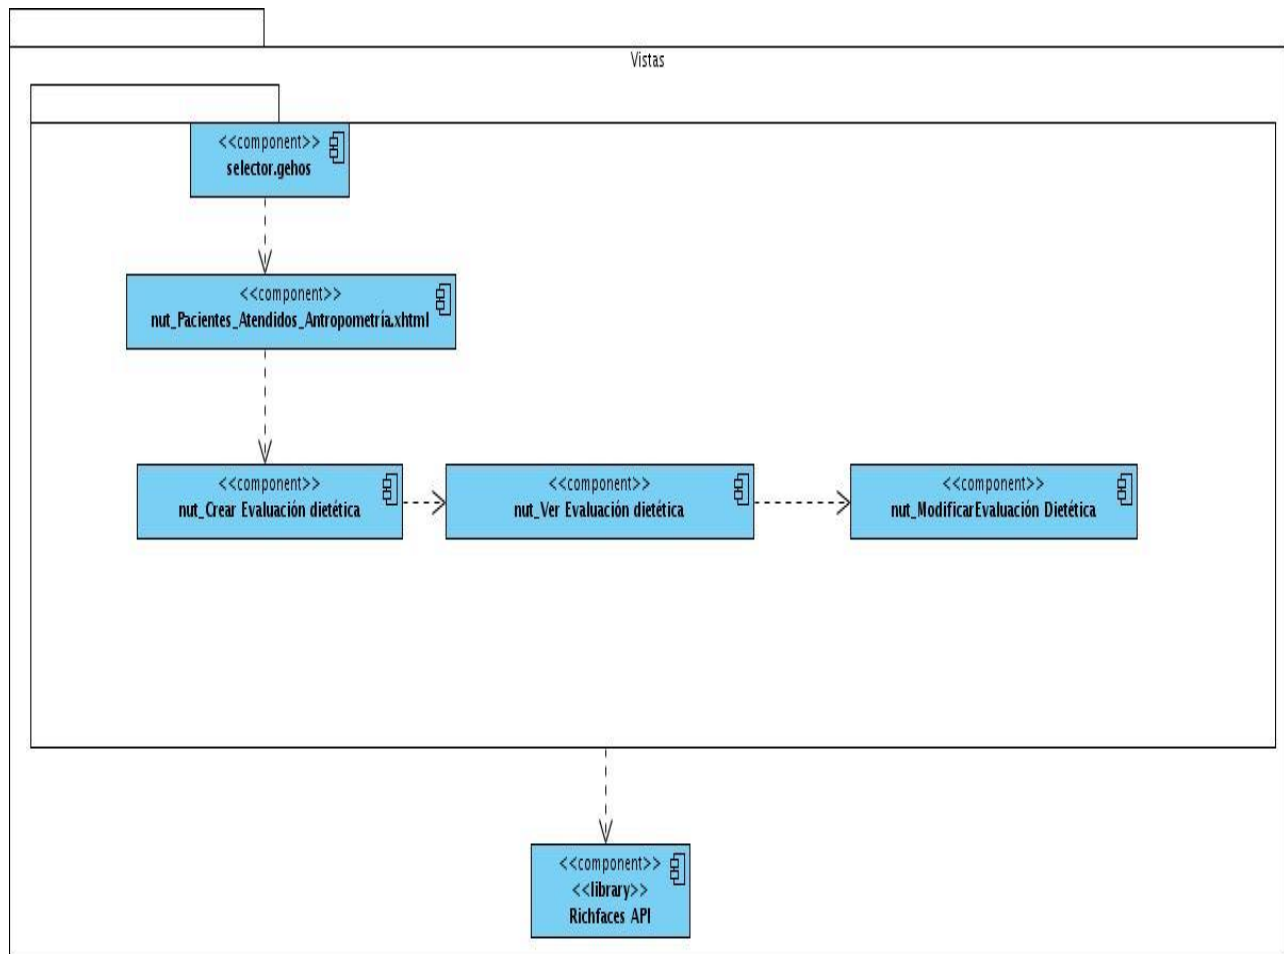 Vistas
<<component>>
selector.gehos
<<component>>
nut_Pacientes_Atendidos_Antropometría.xhtml
<<component>>
nut_Crear Evaluación dietética
<<component>>
nut_Ver Evaluación dietética
<<component>>
nut_ModificarEvaluación Dietética
<<component>>
<<library>>
Richfaces API